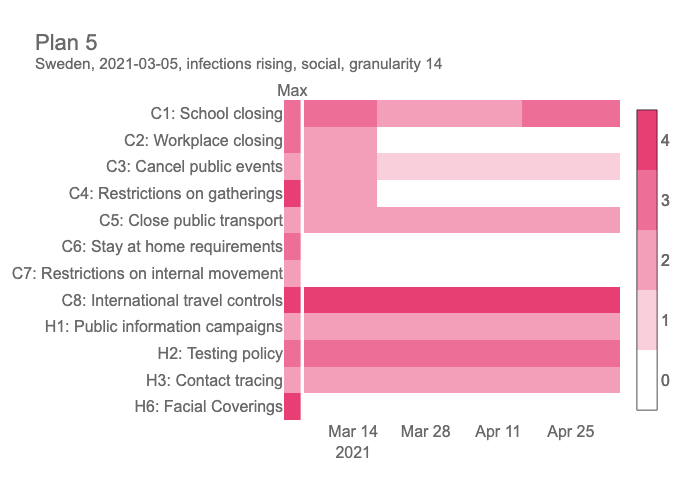 Plan 5
Sweden, 2021-03-05, infections rising, social, granularity 14
Max
C1: School closing
C2: Workplace closing
C3: Cancel public events
C4: Restrictions on gatherings
C5: Close public transport
C6: Stay at home requirements
C7: Restrictions on internal movement
C8: International travel controls
H1: Public information campaigns
H2: Testing policy
H3: Contact tracing
H6: Facial Coverings
Mar 14 Mar 28 Apr 11 Apr 25
2021
4
3
2
1
0